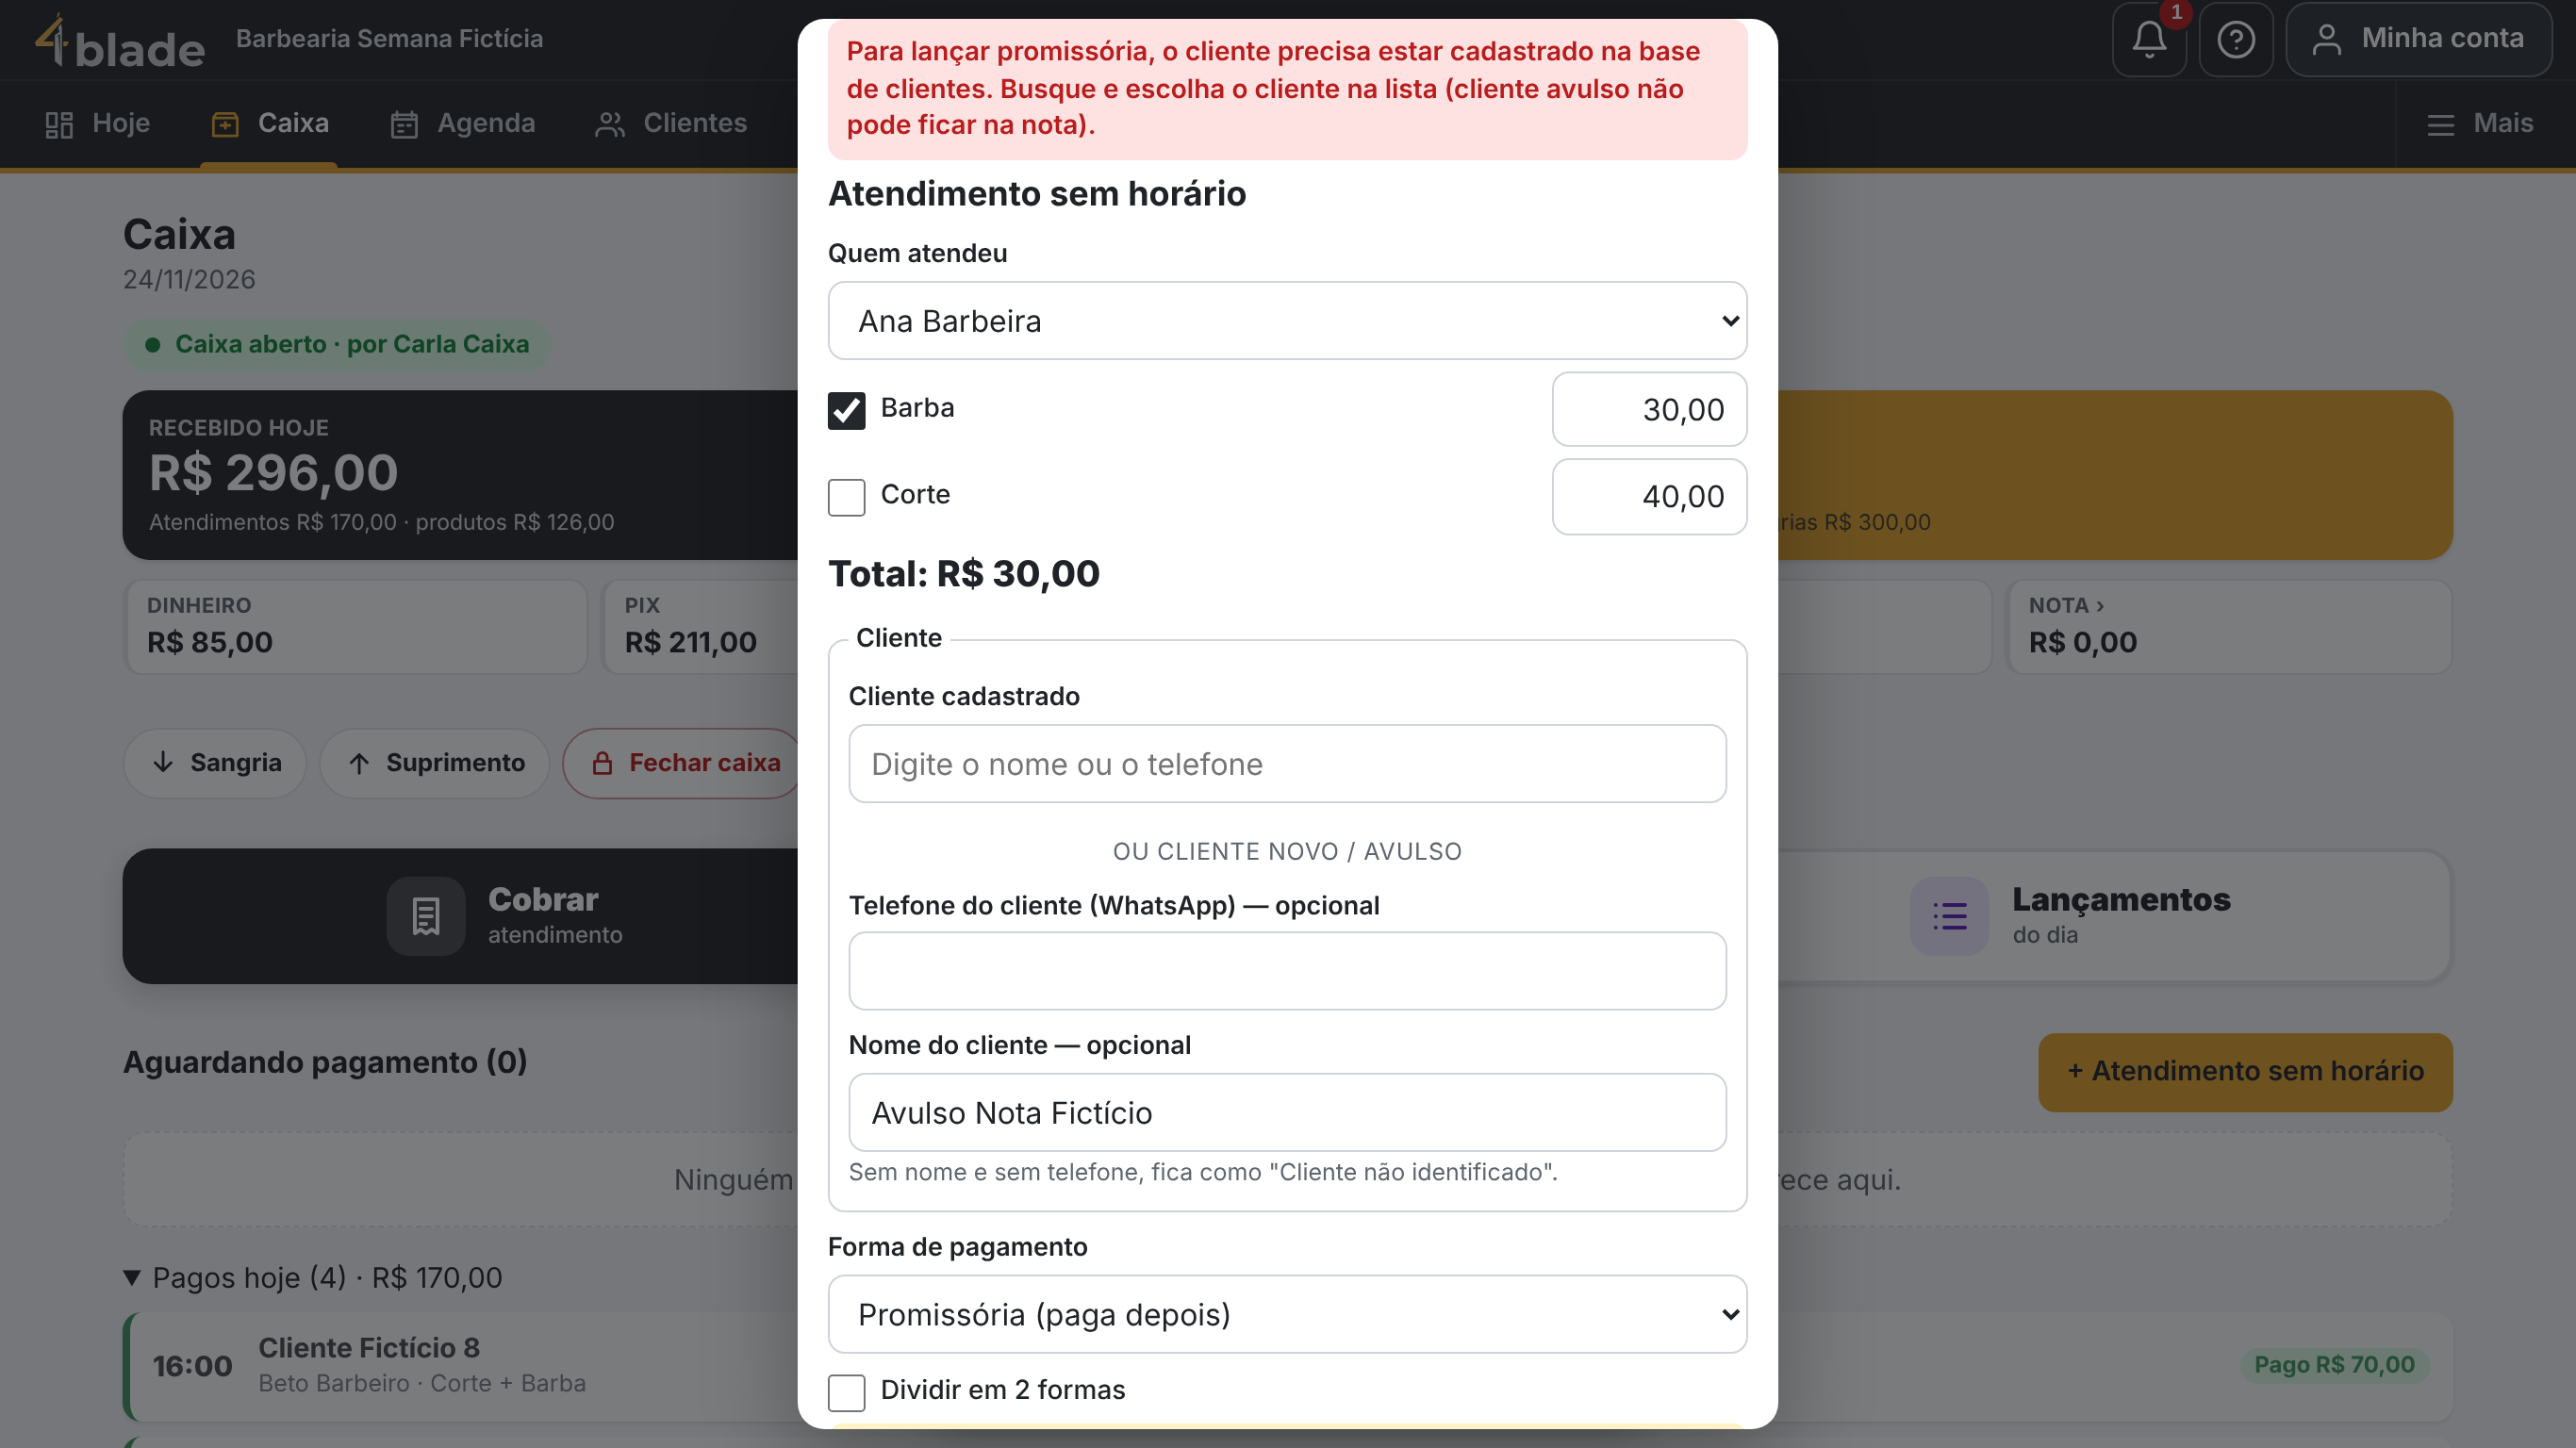 4blade
Barbearia Semana Fictícia
1
Minha conta
Hoje
Caixa
Agenda
Clientes
Mais
Caixa
24/11/2026
Caixa aberto · por Carla Caixa
RECEBIDO HOJE
R$ 296,00
Atendimentos R$ 170,00 · produtos R$ 126,00
rias R$ 300,00
DINHEIRO
R$ 85,00
PIX
R$ 211,00
NOTA ›
R$ 0,00
Sangria
Suprimento
Fechar caixa
Cobrar
atendimento
Lançamentos
do dia
Aguardando pagamento (0)
+ Atendimento sem horário
Ninguém
ece aqui.
▼ Pagos hoje (4) · R$ 170,00
16:00
Cliente Fictício 8
Beto Barbeiro · Corte + Barba
Pago R$ 70,00
Para lançar promissória, o cliente precisa estar cadastrado na base
de clientes. Busque e escolha o cliente na lista (cliente avulso não
pode ficar na nota).
Atendimento sem horário
Quem atendeu
Ana Barbeira
Barba
30,00
Corte
40,00
Total: R$ 30,00
Cliente
Cliente cadastrado
Digite o nome ou o telefone
OU CLIENTE NOVO / AVULSO
Telefone do cliente (WhatsApp) — opcional
Nome do cliente — opcional
Avulso Nota Fictício
Sem nome e sem telefone, fica como "Cliente não identificado".
Forma de pagamento
Promissória (paga depois)
Dividir em 2 formas